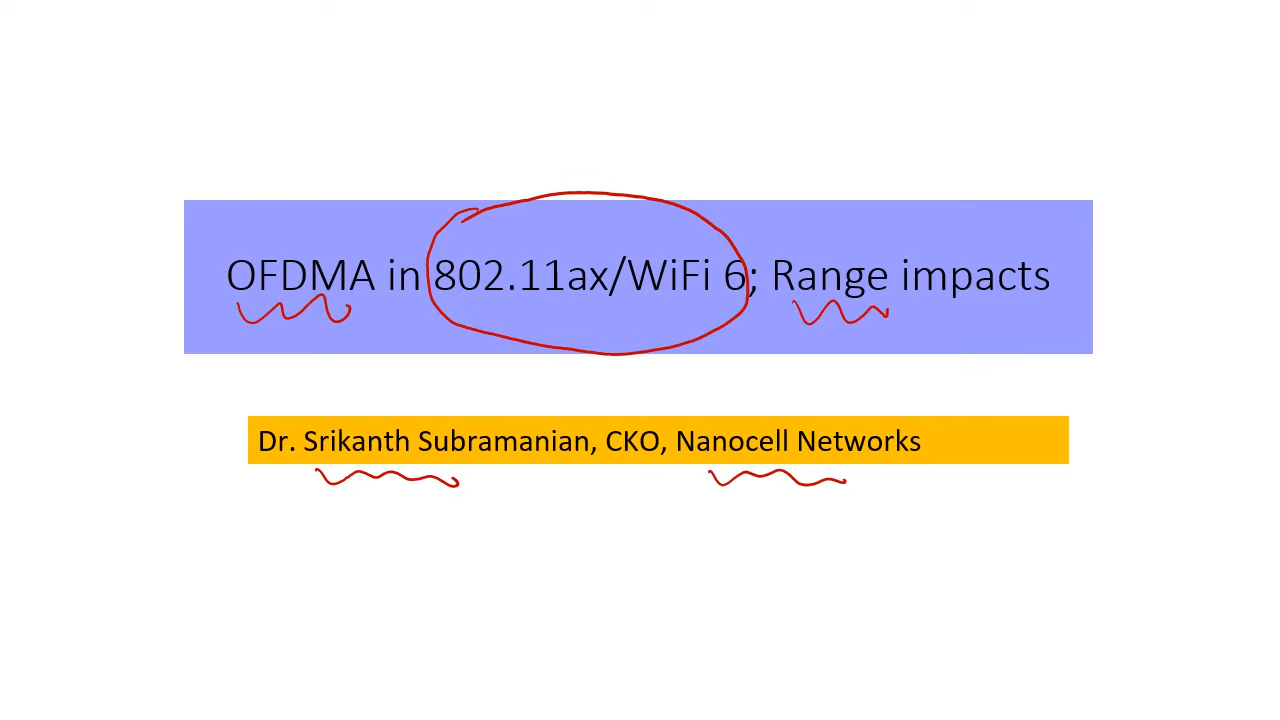 OFDMA in 802.11ax/WiFi 6; Range impacts
Dr. Srikanth Subramanian, CKO, Nanocell Networks